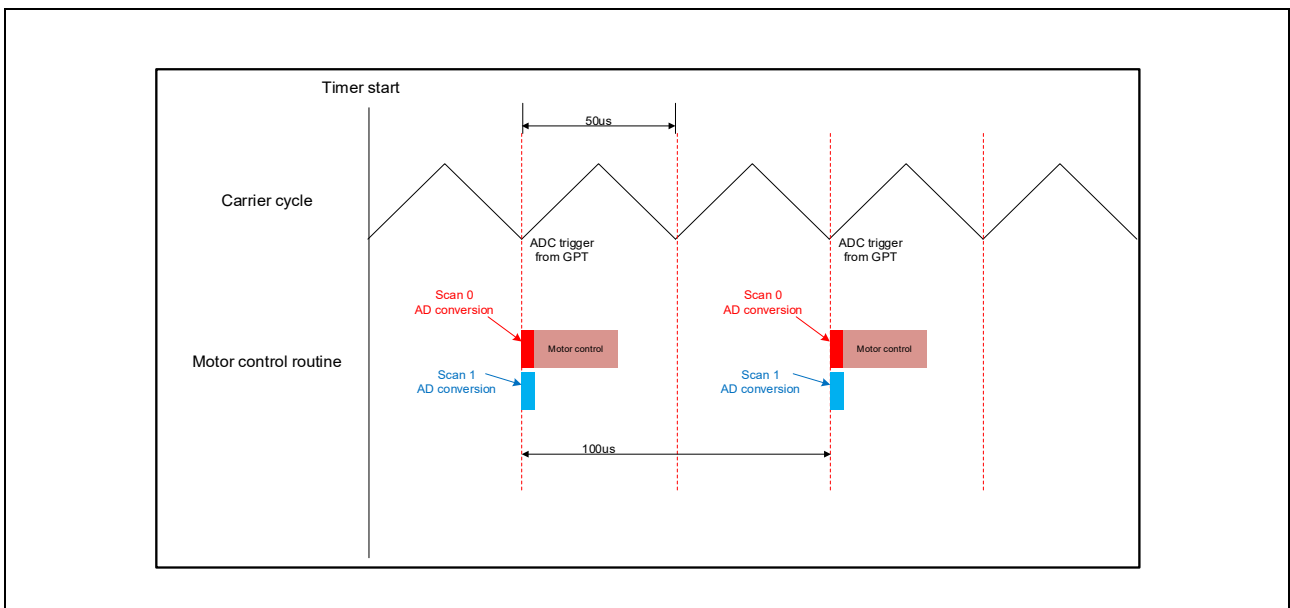 Timer start
50us
Carrier cycle
ADC trigger
from GPT
ADC trigger
from GPT
Scan 0
AD conversion
Scan 0
AD conversion
Motor control routine
Motor control
Motor control
Scan 1
AD conversion
Scan 1
AD conversion
100us